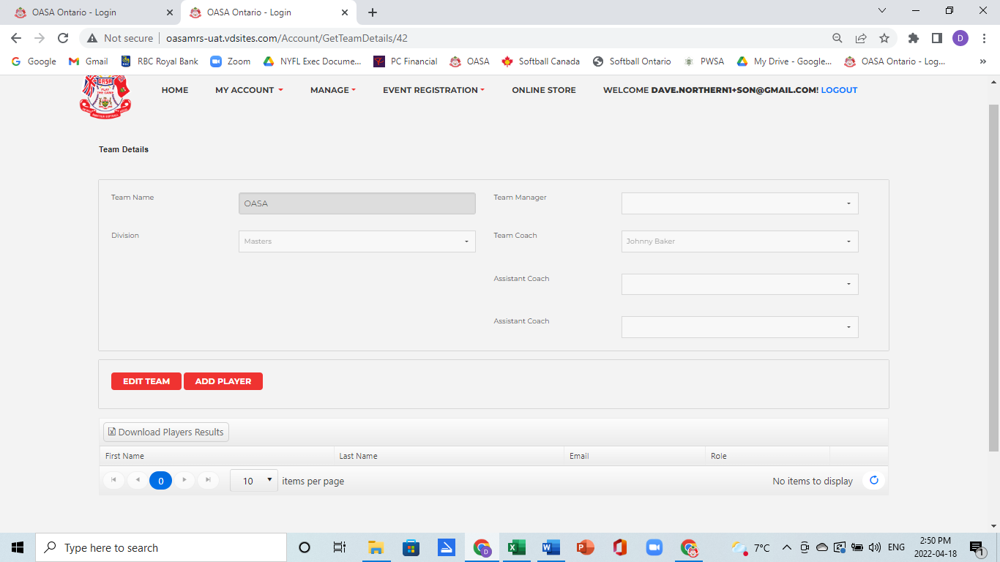 OASA Ontario - Login
OASA Ontario - Login
Not secure
oasamrs-uat.vdsites.com/Account/GetTeamDetails/42
D
Google
Gmail
RBC Royal Bank
Zoom
NYFL Exec Docume...
PC Financial
OASA
Softball Canada
Softball Ontario
PWSA
My Drive - Google...
OASA Ontario - Log...
»
OASA
PLAY
THE GAME
HOME
MY ACCOUNT
MANAGE
EVENT REGISTRATION
ONLINE STORE
WELCOME DAVE.NORTHERN1+SON@GMAIL.COM! LOGOUT
Team Details
Team Name
OASA
Team Manager
Division
Masters
Team Coach
Johnny Baker
Assistant Coach
Assistant Coach
EDIT TEAM
ADD PLAYER
Download Players Results
First Name
Last Name
Email
Role
0
10
items per page
No items to display
Type here to search
7°C
ENG
2:50 PM
2022-04-18
1